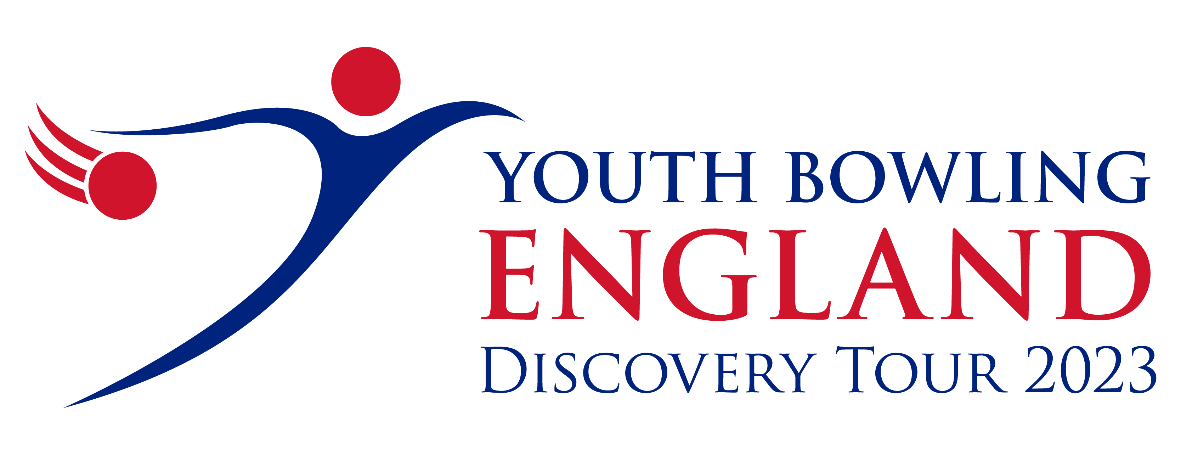 YOUTH BOWLING
ENGLAND
DISCOVERY TOUR 2023